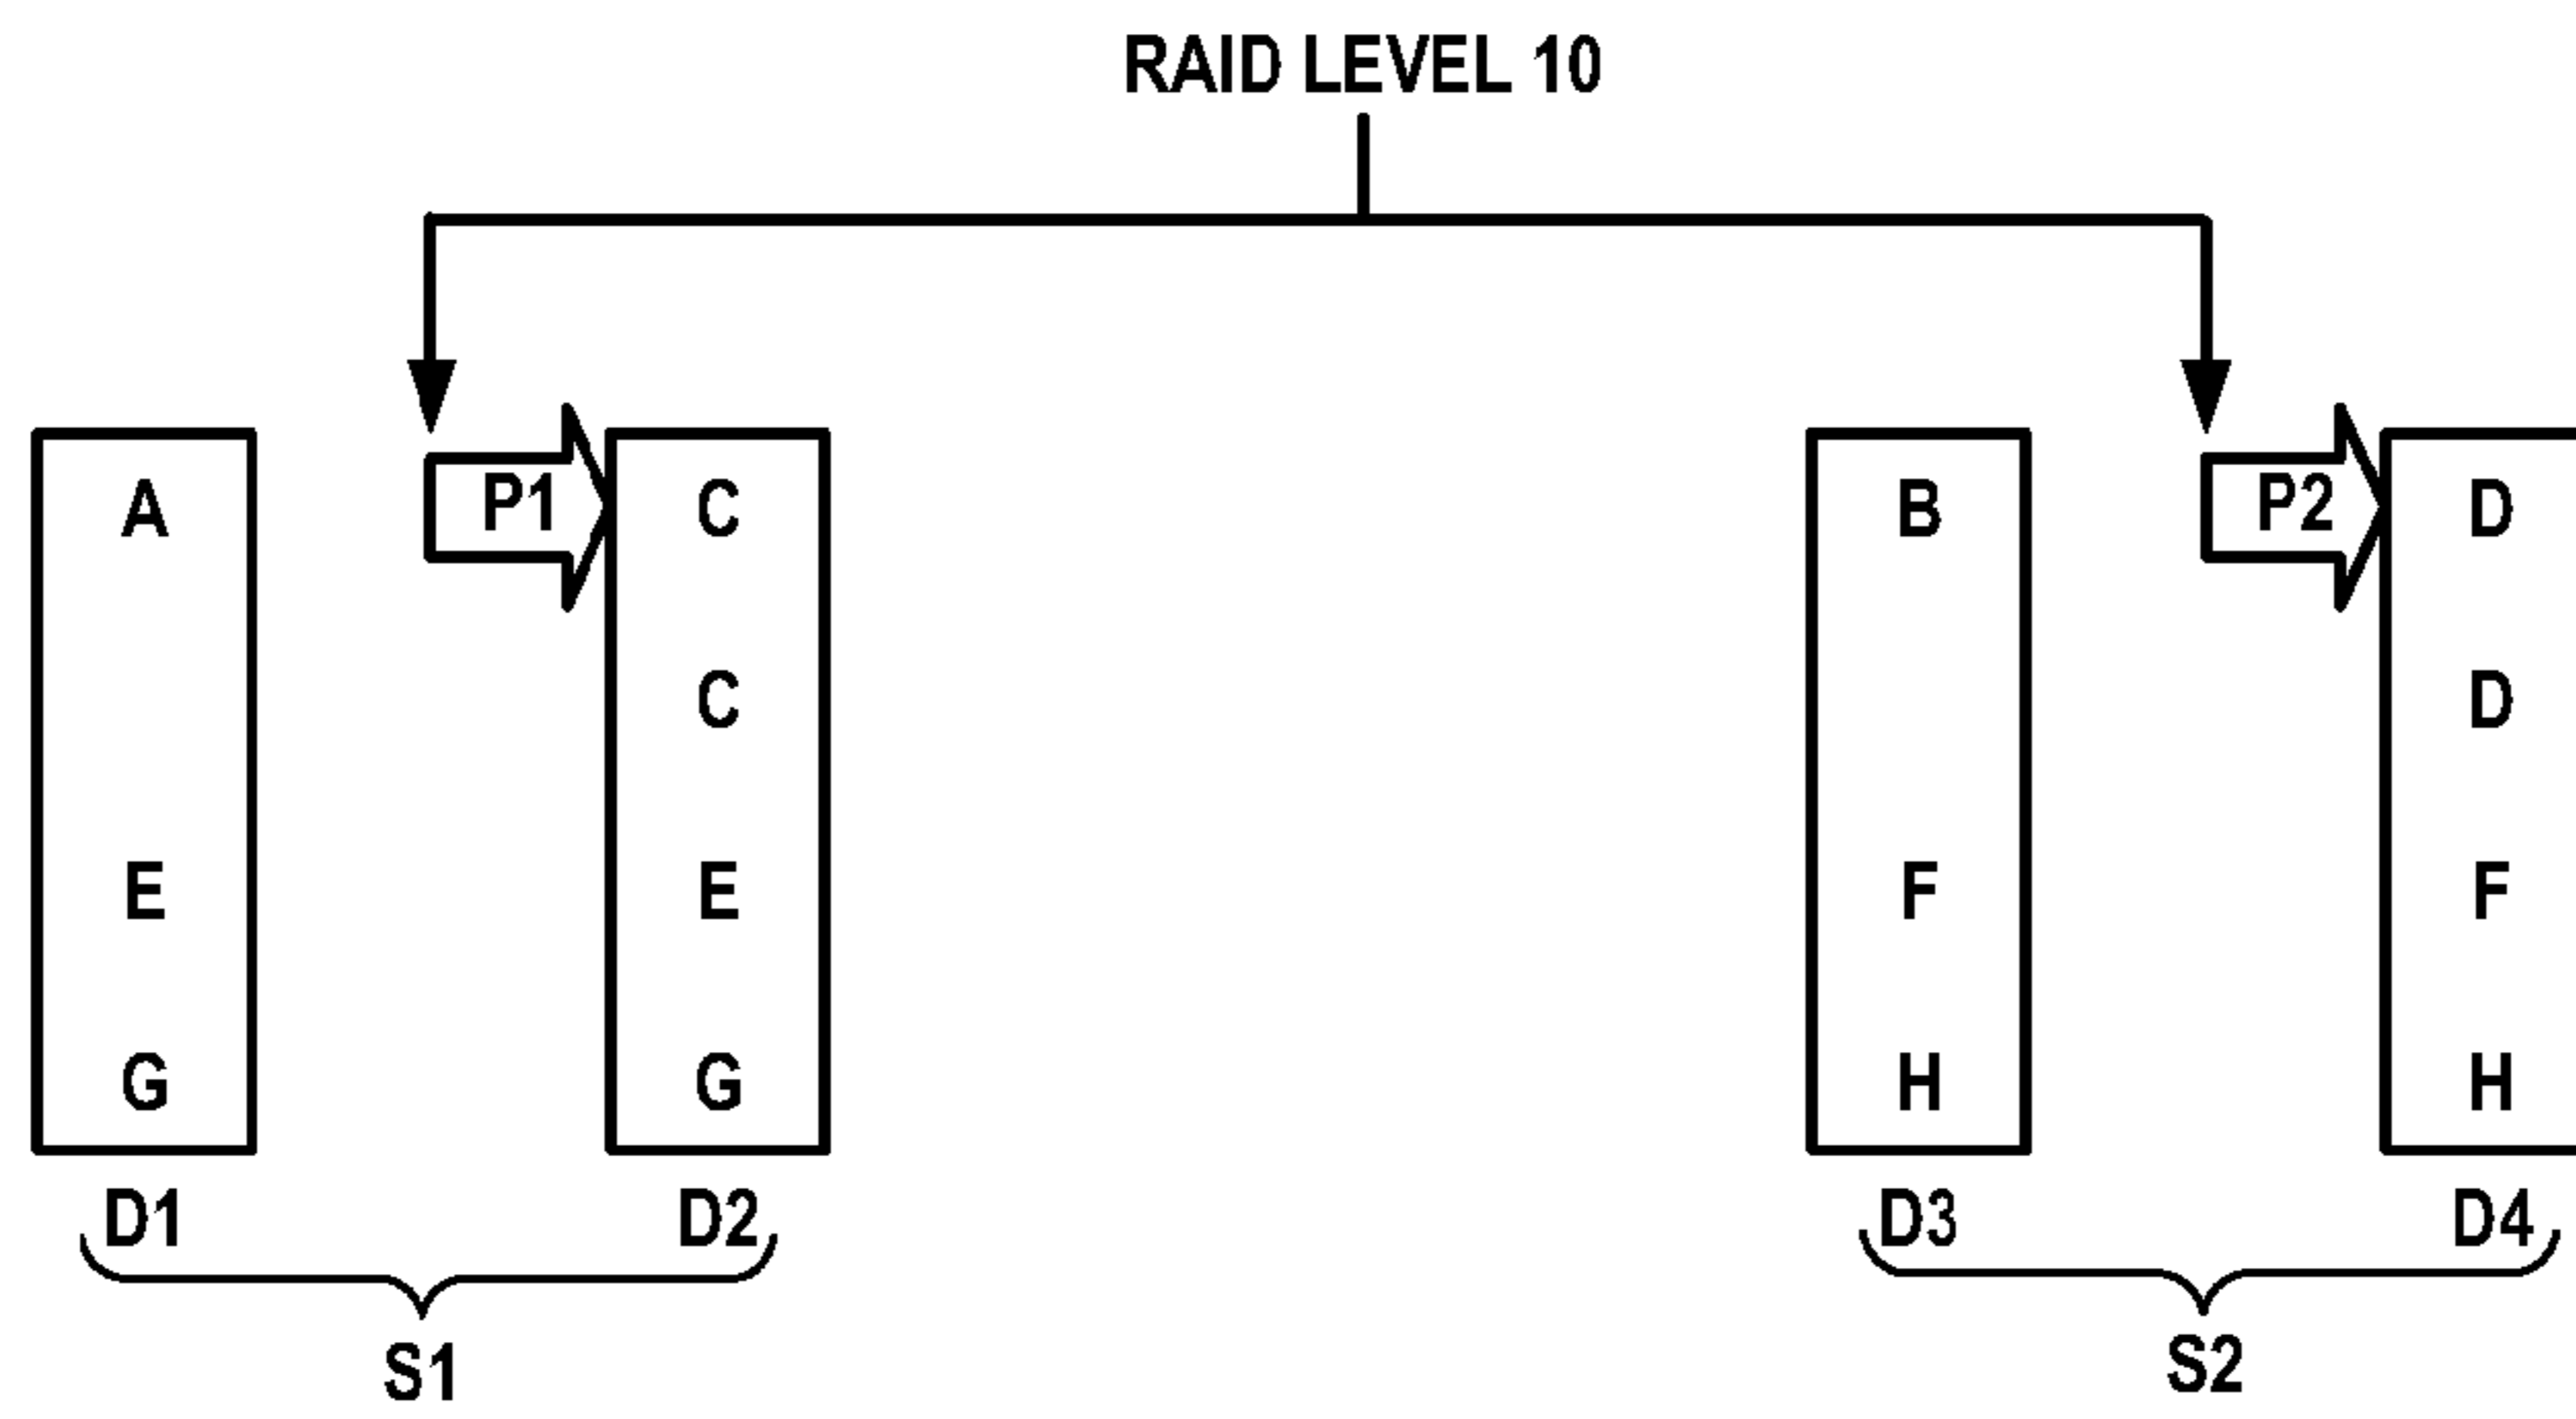 RAID LEVEL 10
A P1 C B P2 D
C D
E E F F
G G H H
D1 D2 D3 D4
S1 S2